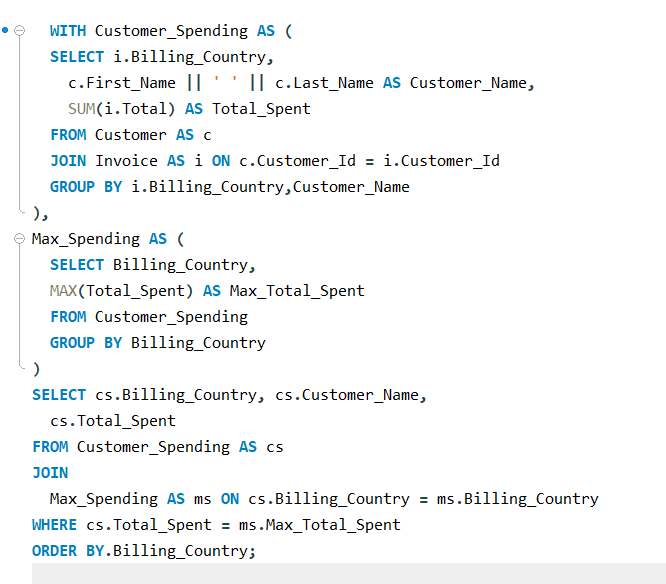 WITH Customer_Spending AS (
SELECT i.Billing_Country,
c.First_Name || ' ' || c.Last_Name AS Customer_Name,
SUM(i.Total) AS Total_Spent
FROM Customer AS c
JOIN Invoice AS i ON c.Customer_Id = i.Customer_Id
GROUP BY i.Billing_Country,Customer_Name
),
Max_Spending AS (
SELECT Billing_Country,
MAX(Total_Spent) AS Max_Total_Spent
FROM Customer_Spending
GROUP BY Billing_Country
)
SELECT cs.Billing_Country, cs.Customer_Name,
cs.Total_Spent
FROM Customer_Spending AS cs
JOIN
Max_Spending AS ms ON cs.Billing_Country = ms.Billing_Country
WHERE cs.Total_Spent = ms.Max_Total_Spent
ORDER BY.Billing_Country;